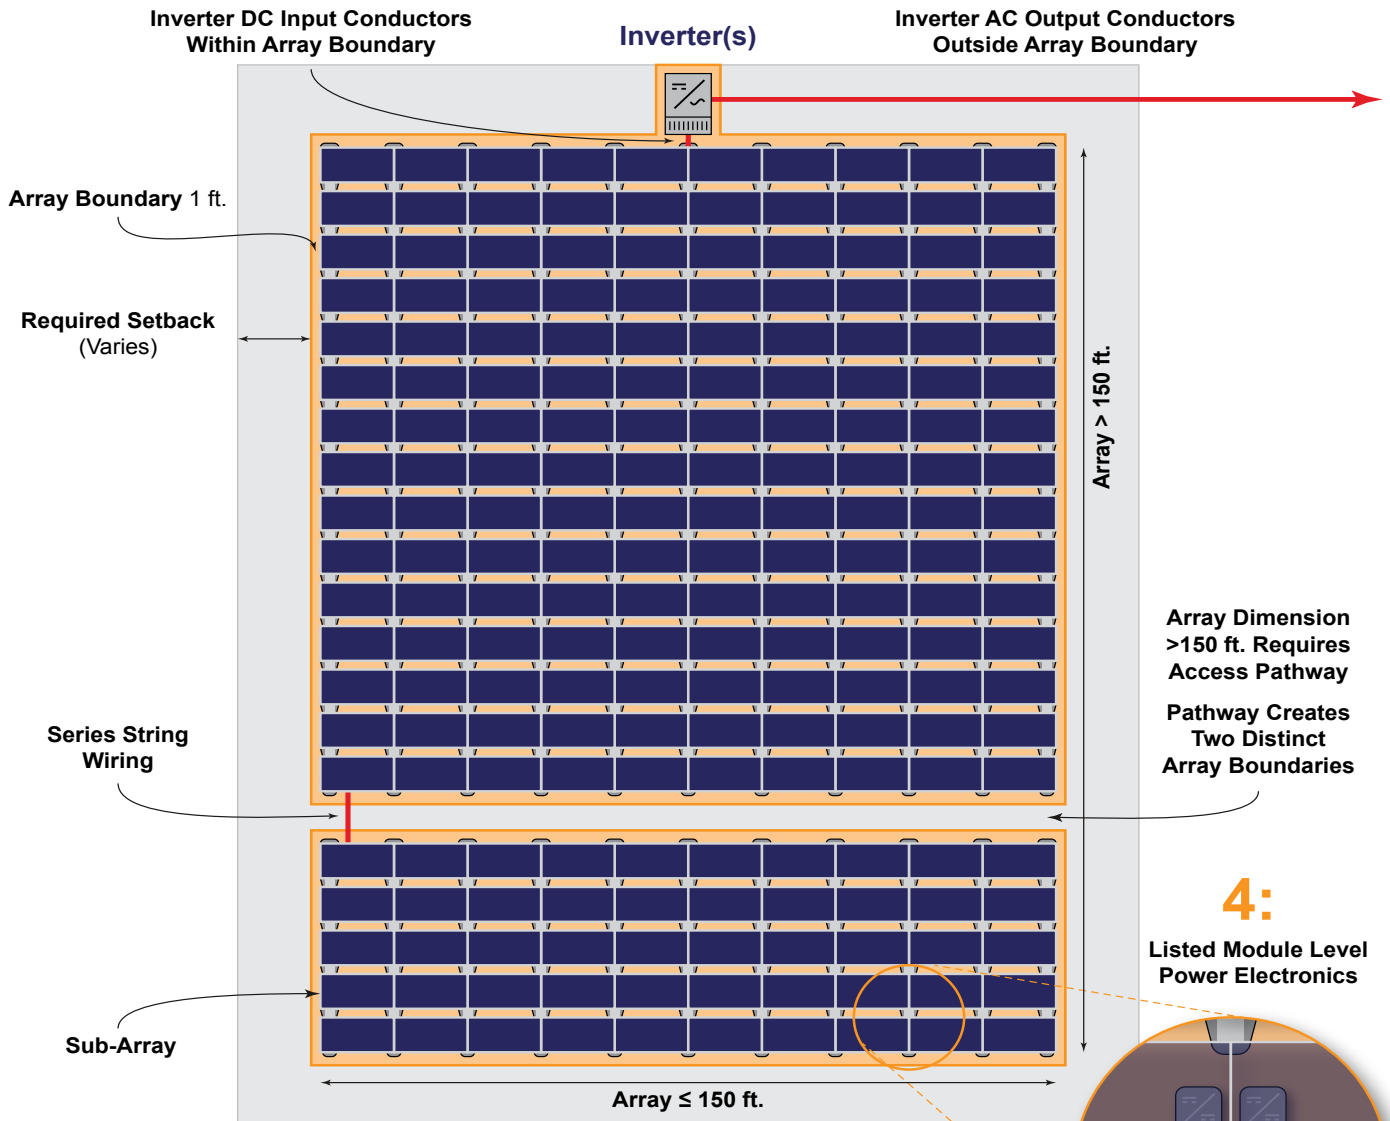 Inverter DC Input Conductors
Within Array Boundary
Inverter(s)
Inverter AC Output Conductors
Outside Array Boundary
Array Boundary 1 ft.
Required Setback
(Varies)
Array > 150 ft.
Array Dimension
>150 ft. Requires
Access Pathway
Pathway Creates
Two Distinct
Array Boundaries
Series String
Wiring
4:
Listed Module Level
Power Electronics
Sub-Array
Array ≤ 150 ft.